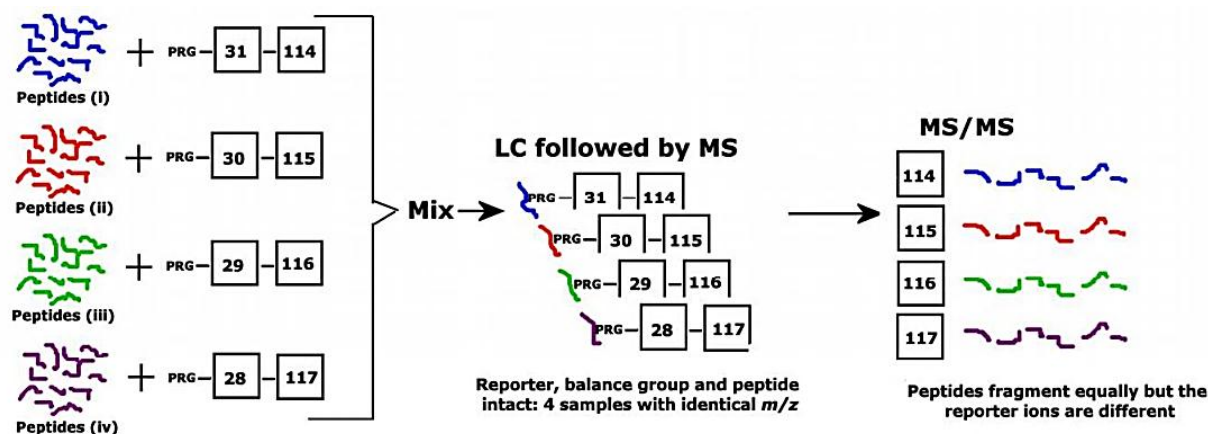 PRG 31 114
Peptides (i)
PRG 30 115
Peptides (ii)
PRG 29 116
Peptides (iii)
PRG 28 117
Peptides (iv)
Mix
LC followed by MS
PRG 31 114
PRG 30 115
PRG 29 116
PRG 28 117
Reporter, balance group and peptide
intact: 4 samples with identical m/z
MS/MS
114
115
116
117
Peptides fragment equally but the
reporter ions are different